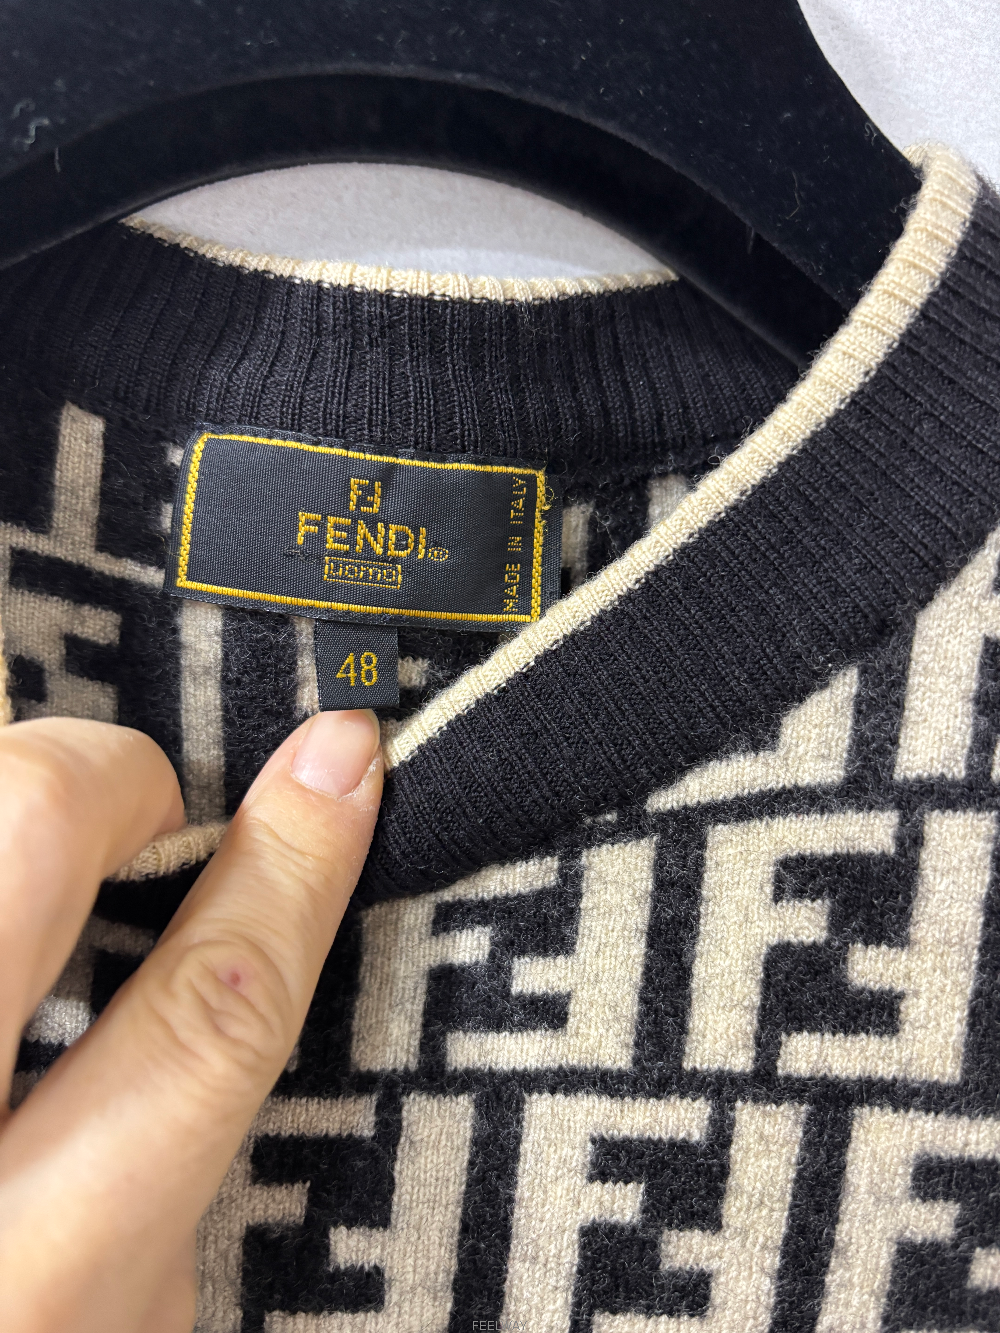 FENDI®
uomo
MADE IN ITALY
48
FEELWAY